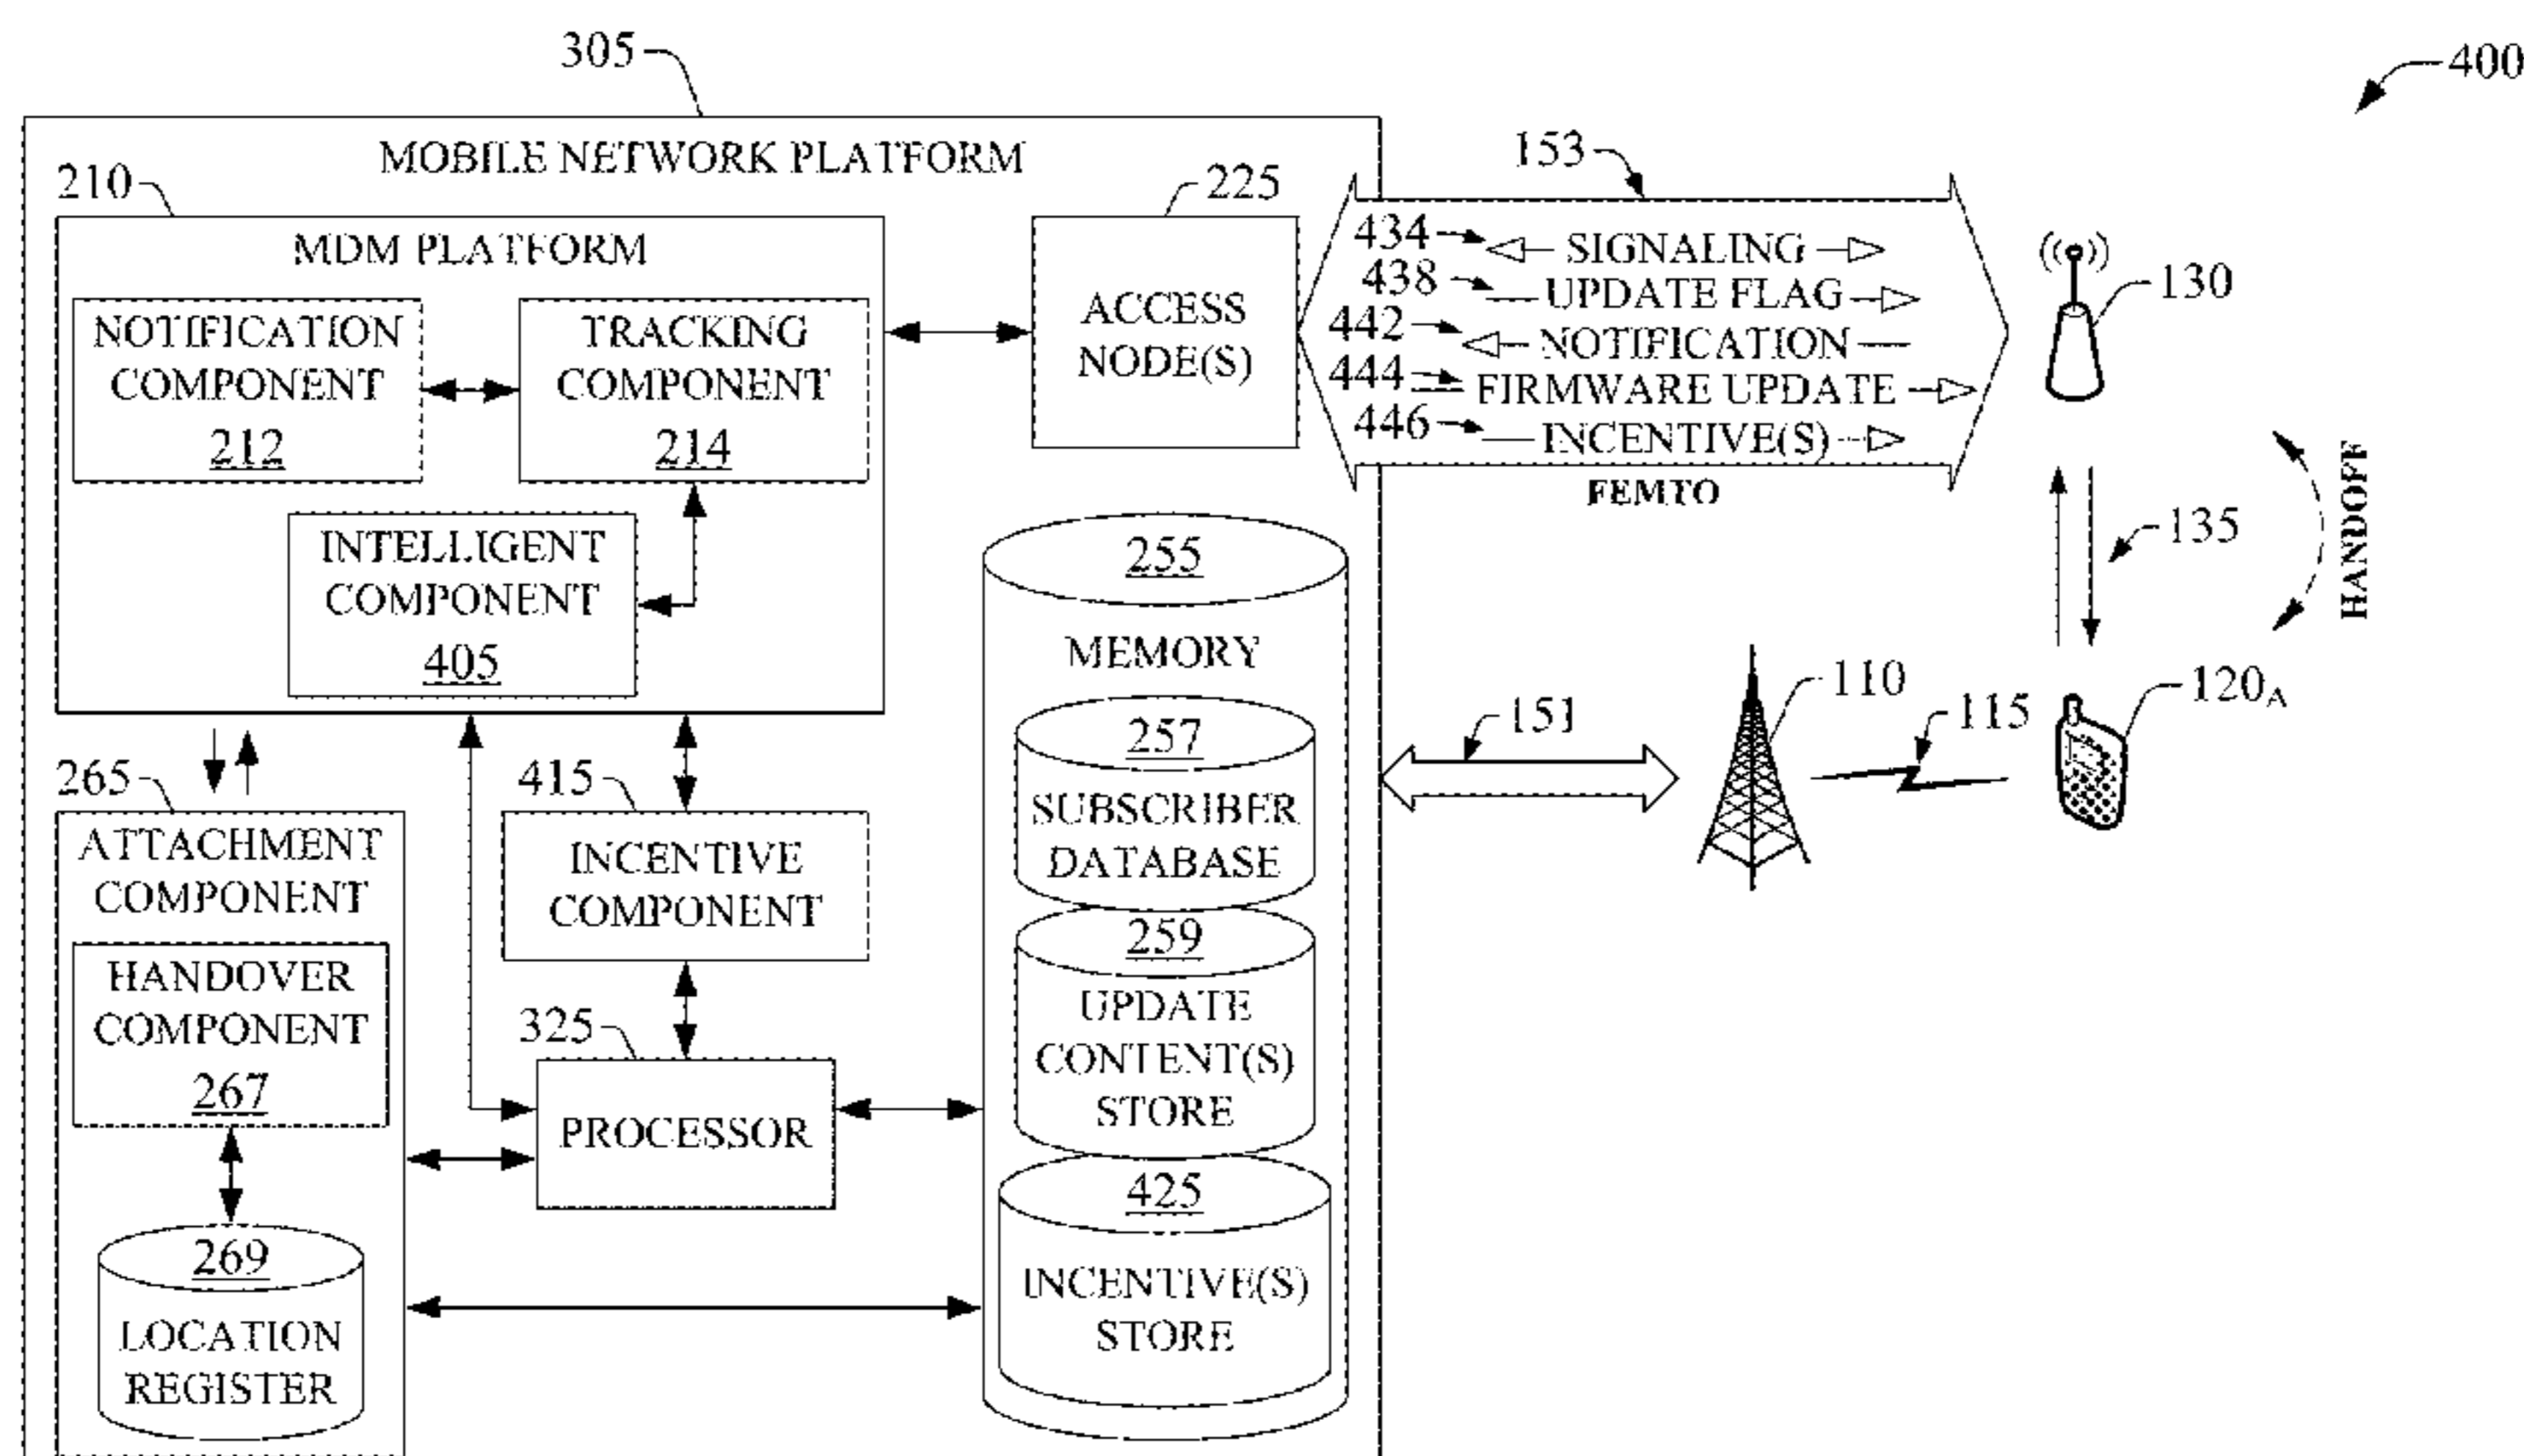 305
400
MOBILE NETWORK PLATFORM
153
210
225
MDM PLATFORM
434
SIGNALING
438
UPDATE FLAG
130
NOTIFICATION
COMPONENT
212
TRACKING
COMPONENT
214
ACCESS
NODE(S)
442
NOTIFICATION
444
FIRMWARE UPDATE
446
INCENTIVE(S)
FEMTO
HANDOFF
135
INTELLIGENT
COMPONENT
405
255
MEMORY
110
120A
151
115
257
SUBSCRIBER
DATABASE
265
415
ATTACHMENT
COMPONENT
INCENTIVE
COMPONENT
259
UPDATE
CONTENT(S)
STORE
HANDOVER
COMPONENT
267
325
PROCESSOR
425
INCENTIVE(S)
STORE
269
LOCATION
REGISTER